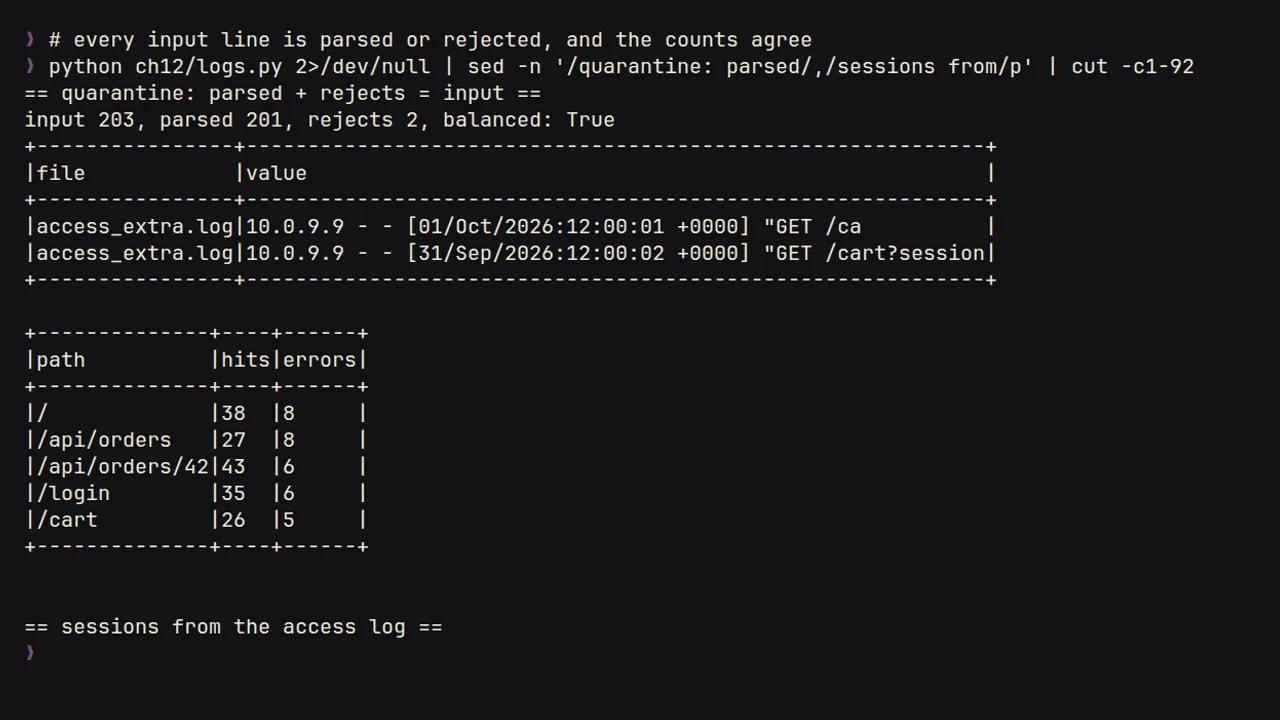 ❯ # every input line is parsed or rejected, and the counts agree
❯ python ch12/logs.py 2>/dev/null | sed -n '/quarantine: parsed/,/sessions from/p' | cut -c1-92
== quarantine: parsed + rejects = input ==
input 203, parsed 201, rejects 2, balanced: True
+----------------+------------------------------------------------------------+
|file            |value                                                       |
+----------------+------------------------------------------------------------+
|access_extra.log|10.0.9.9 - - [01/Oct/2026:12:00:01 +0000] "GET /ca          |
|access_extra.log|10.0.9.9 - - [31/Sep/2026:12:00:02 +0000] "GET /cart?session|
+----------------+------------------------------------------------------------+

+--------------+----+------+
|path          |hits|errors|
+--------------+----+------+
|/             |38  |8     |
|/api/orders   |27  |8     |
|/api/orders/42|43  |6     |
|/login        |35  |6     |
|/cart         |26  |5     |
+--------------+----+------+

== sessions from the access log ==
❯